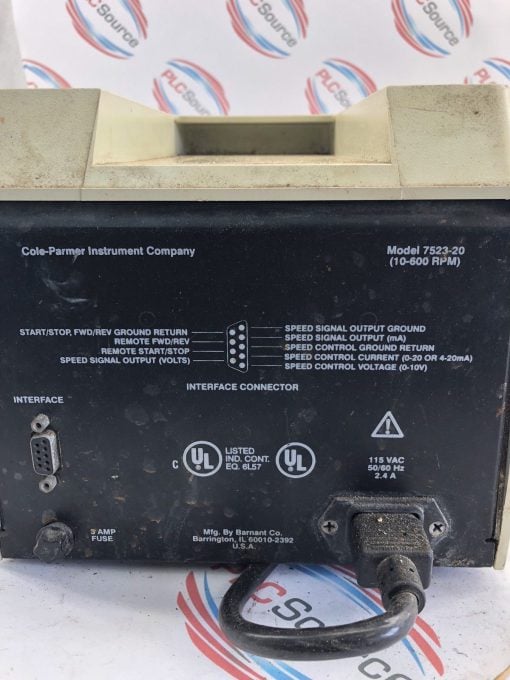 PLCSource
PLCSource
PLCSource
PLCSource
Cole-Parmer Instrument Company
Model 7523-20
(10-600 RPM)
START/STOP, FWD/REV GROUND RETURN
REMOTE FWD/REV
REMOTE START/STOP
SPEED SIGNAL OUTPUT (VOLTS)
SPEED SIGNAL OUTPUT GROUND
SPEED SIGNAL OUTPUT (mA)
SPEED CONTROL GROUND RETURN
SPEED CONTROL CURRENT (0-20 OR 4-20mA)
SPEED CONTROL VOLTAGE (0-10V)
INTERFACE CONNECTOR
INTERFACE
C UL
LISTED
IND. CONT.
EQ. 6L57
UL
115 VAC
50/60 Hz
2.4 A
3 AMP
FUSE
Mfg. By Barnant Co.
Barrington, IL 60010-2392
U.S.A.
PLCSource